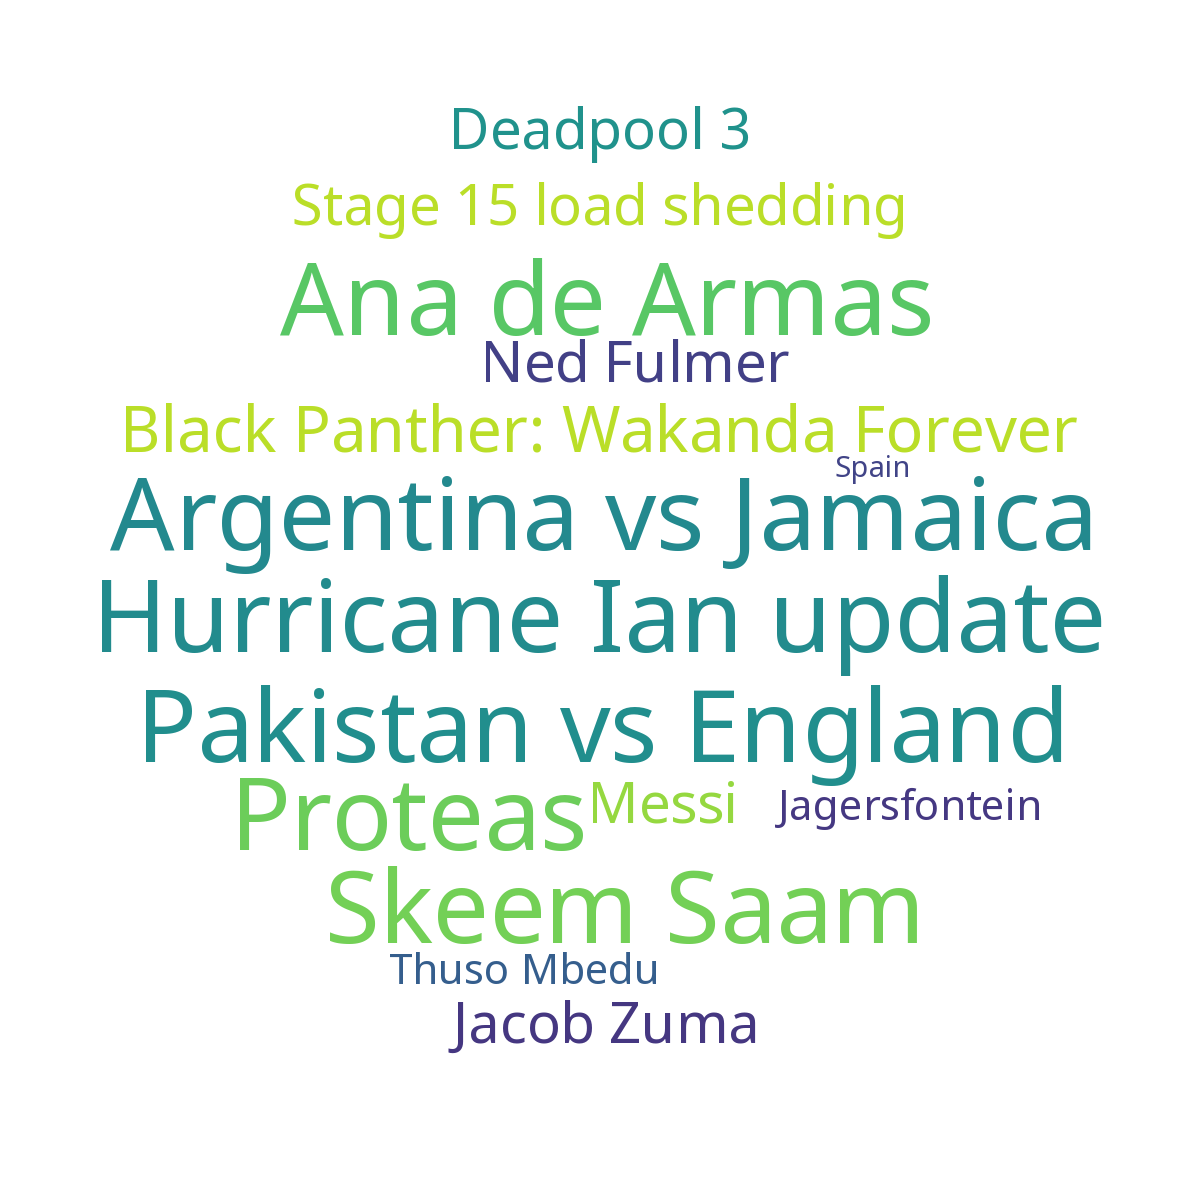 Deadpool 3
Stage 15 load shedding
Ana de Armas
Ned Fulmer
Black Panther: Wakanda Forever
Spain
Argentina vs Jamaica
Hurricane Ian update
Pakistan vs England
Proteas
Messi
Jagersfontein
Skeem Saam
Thuso Mbedu
Jacob Zuma